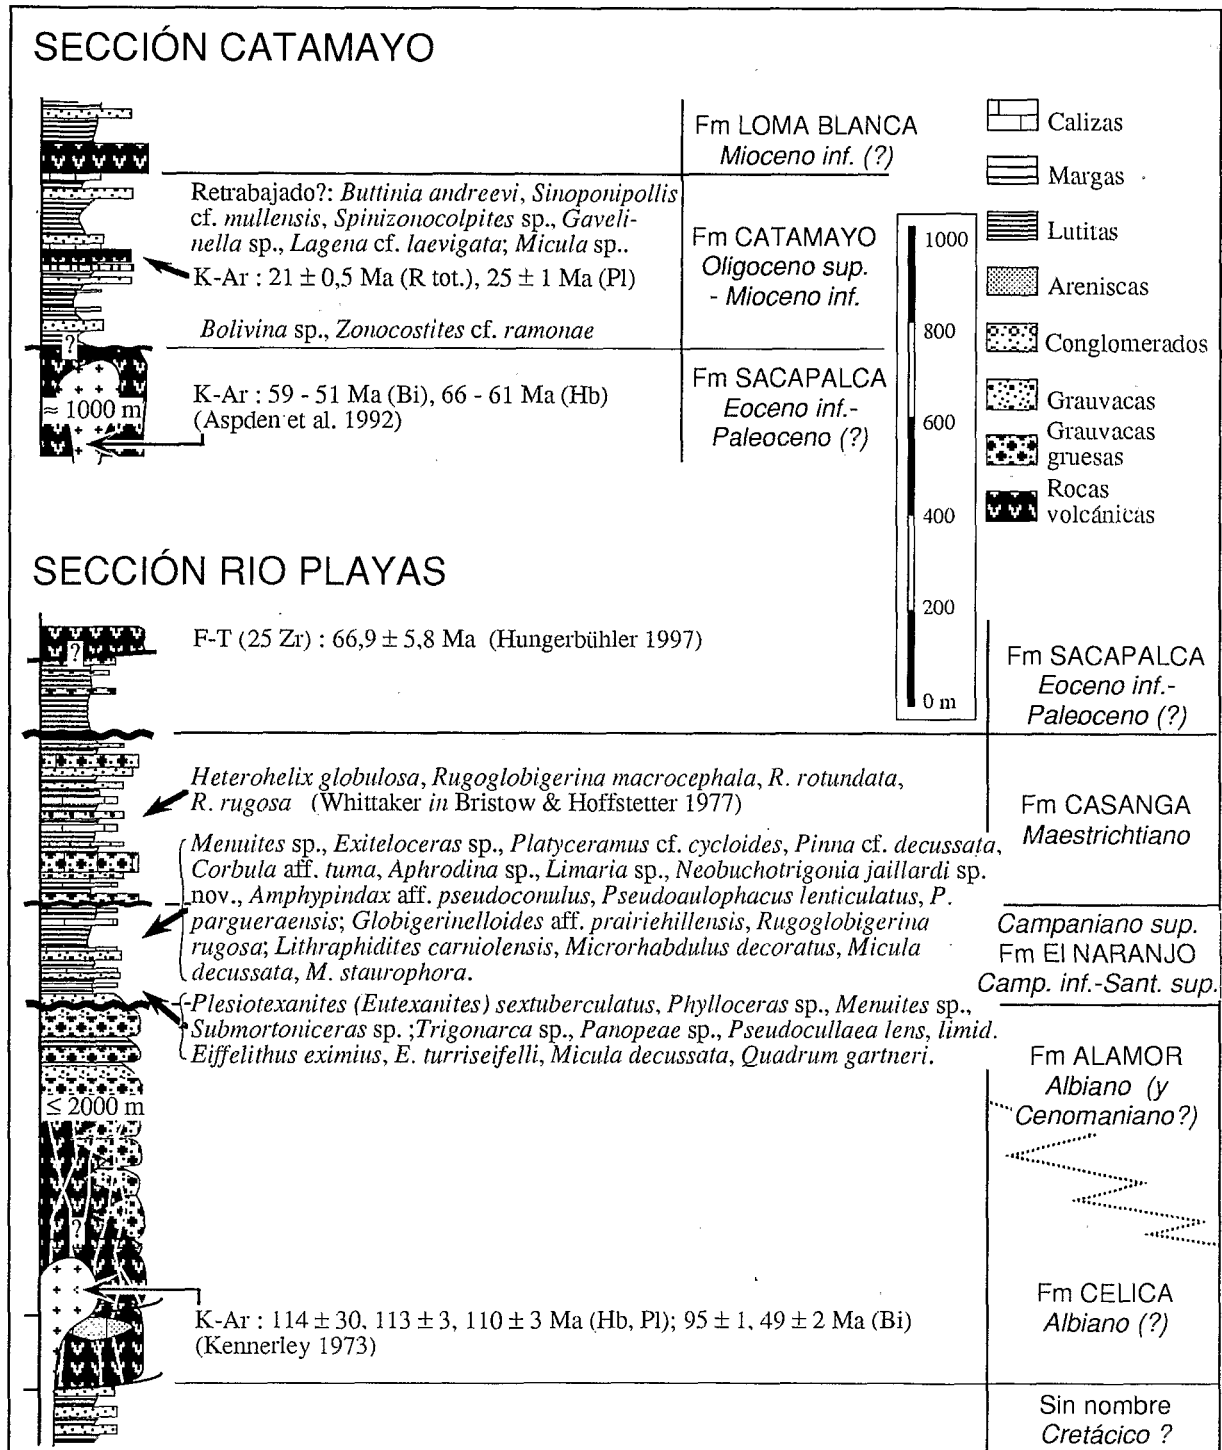 SECCIÓN CATAMAYO
Fm LOMA BLANCA
Mioceno inf. (?)
Retrabajado?: Buttinia andreevi, Sinoponipollis
cf. mullensis, Spinizonocolpites sp., Gaveli-
nella sp., Lagena cf. laevigata; Micula sp..
K-Ar : 21 ± 0,5 Ma (R tot.), 25 ± 1 Ma (Pl)
Bolivina sp., Zonocostites cf. ramonae
Fm CATAMAYO
Oligoceno sup.
- Mioceno inf.
?
≈ 1000 m
K-Ar : 59 - 51 Ma (Bi), 66 - 61 Ma (Hb)
(Aspden et al. 1992)
Fm SACAPALCA
Eoceno inf.-
Paleoceno (?)
1000
800
600
400
200
0 m
Calizas
Margas
Lutitas
Areniscas
Conglomerados
Grauvacas
Grauvacas
gruesas
Rocas
volcánicas
SECCIÓN RIO PLAYAS
?
F-T (25 Zr) : 66,9 ± 5,8 Ma (Hungerbühler 1997)
Fm SACAPALCA
Eoceno inf.-
Paleoceno (?)
Heterohelix globulosa, Rugoglobigerina macrocephala, R. rotundata,
R. rugosa (Whittaker in Bristow & Hoffstetter 1977)
Fm CASANGA
Maestrichtiano
Menuites sp., Exiteloceras sp., Platyceramus cf. cycloides, Pinna cf. decussata,
Corbula aff. tuma, Aphrodina sp., Limaria sp., Neobuchotrigonia jaillardi sp.
nov., Amphypindax aff. pseudoconulus, Pseudoaulophacus lenticulatus, P.
pargueraensis; Globigerinelloides aff. prairiehillensis, Rugoglobigerina
rugosa; Lithraphidites carniolensis, Microrhabdulus decoratus, Micula
decussata, M. staurophora.
Campaniano sup.
Fm El NARANJO
Camp. inf.-Sant. sup.
Plesiotexanites (Eutexanites) sextuberculatus, Phylloceras sp., Menuites sp.,
Submortoniceras sp. ;Trigonarca sp., Panopeae sp., Pseudocullaea lens, limid.
Eiffelithus eximius, E. turriseifelli, Micula decussata, Quadrum gartneri.
Fm ALAMOR
Albiano (y
Cenomaniano?)
≤ 2000 m
?
K-Ar : 114 ± 30, 113 ± 3, 110 ± 3 Ma (Hb, Pl); 95 ± 1, 49 ± 2 Ma (Bi)
(Kennerley 1973)
Fm CELICA
Albiano (?)
Sin nombre
Cretácico ?